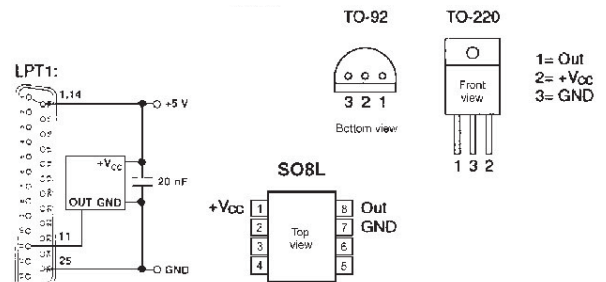 LPT1:
1,14
+5 V
+Vcc
20 nF
OUT GND
11
25
GND
TO-92
3 2 1
Bottom view
TO-220
Front
view
1 3 2
1= Out
2= +Vcc
3= GND
SO8L
+Vcc 1 8 Out
2 7 GND
3 6
4 5
Top
view